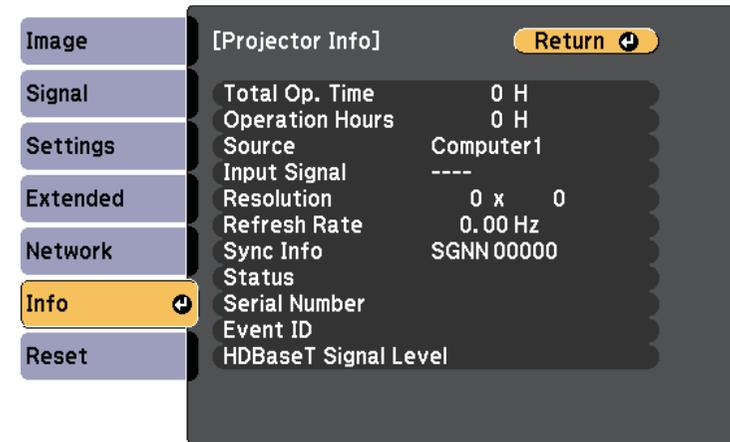 Image
Signal
Settings
Extended
Network
Info
Reset
[Projector Info]
Return
Total Op. Time 0 H
Operation Hours 0 H
Source Computer1
Input Signal ----
Resolution 0 x 0
Refresh Rate 0.00 Hz
Sync Info SGNN 00000
Status
Serial Number
Event ID
HDBaseT Signal Level